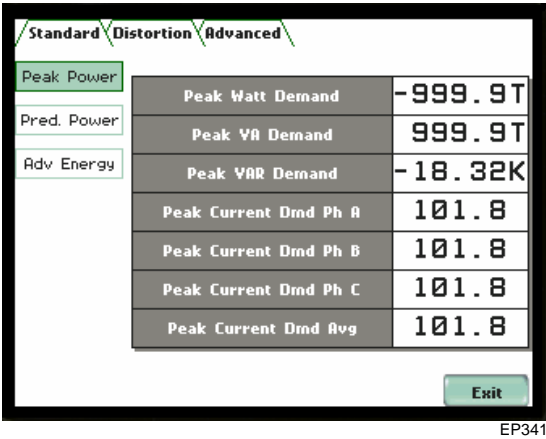 Standard Distortion Advanced
Peak Power
Pred. Power
Adv Energy
Peak Watt Demand -999.9T
Peak VA Demand 999.9T
Peak VAR Demand -18.32K
Peak Current Dmd Ph A 101.8
Peak Current Dmd Ph B 101.8
Peak Current Dmd Ph C 101.8
Peak Current Dmd Avg 101.8
Exit
EP341